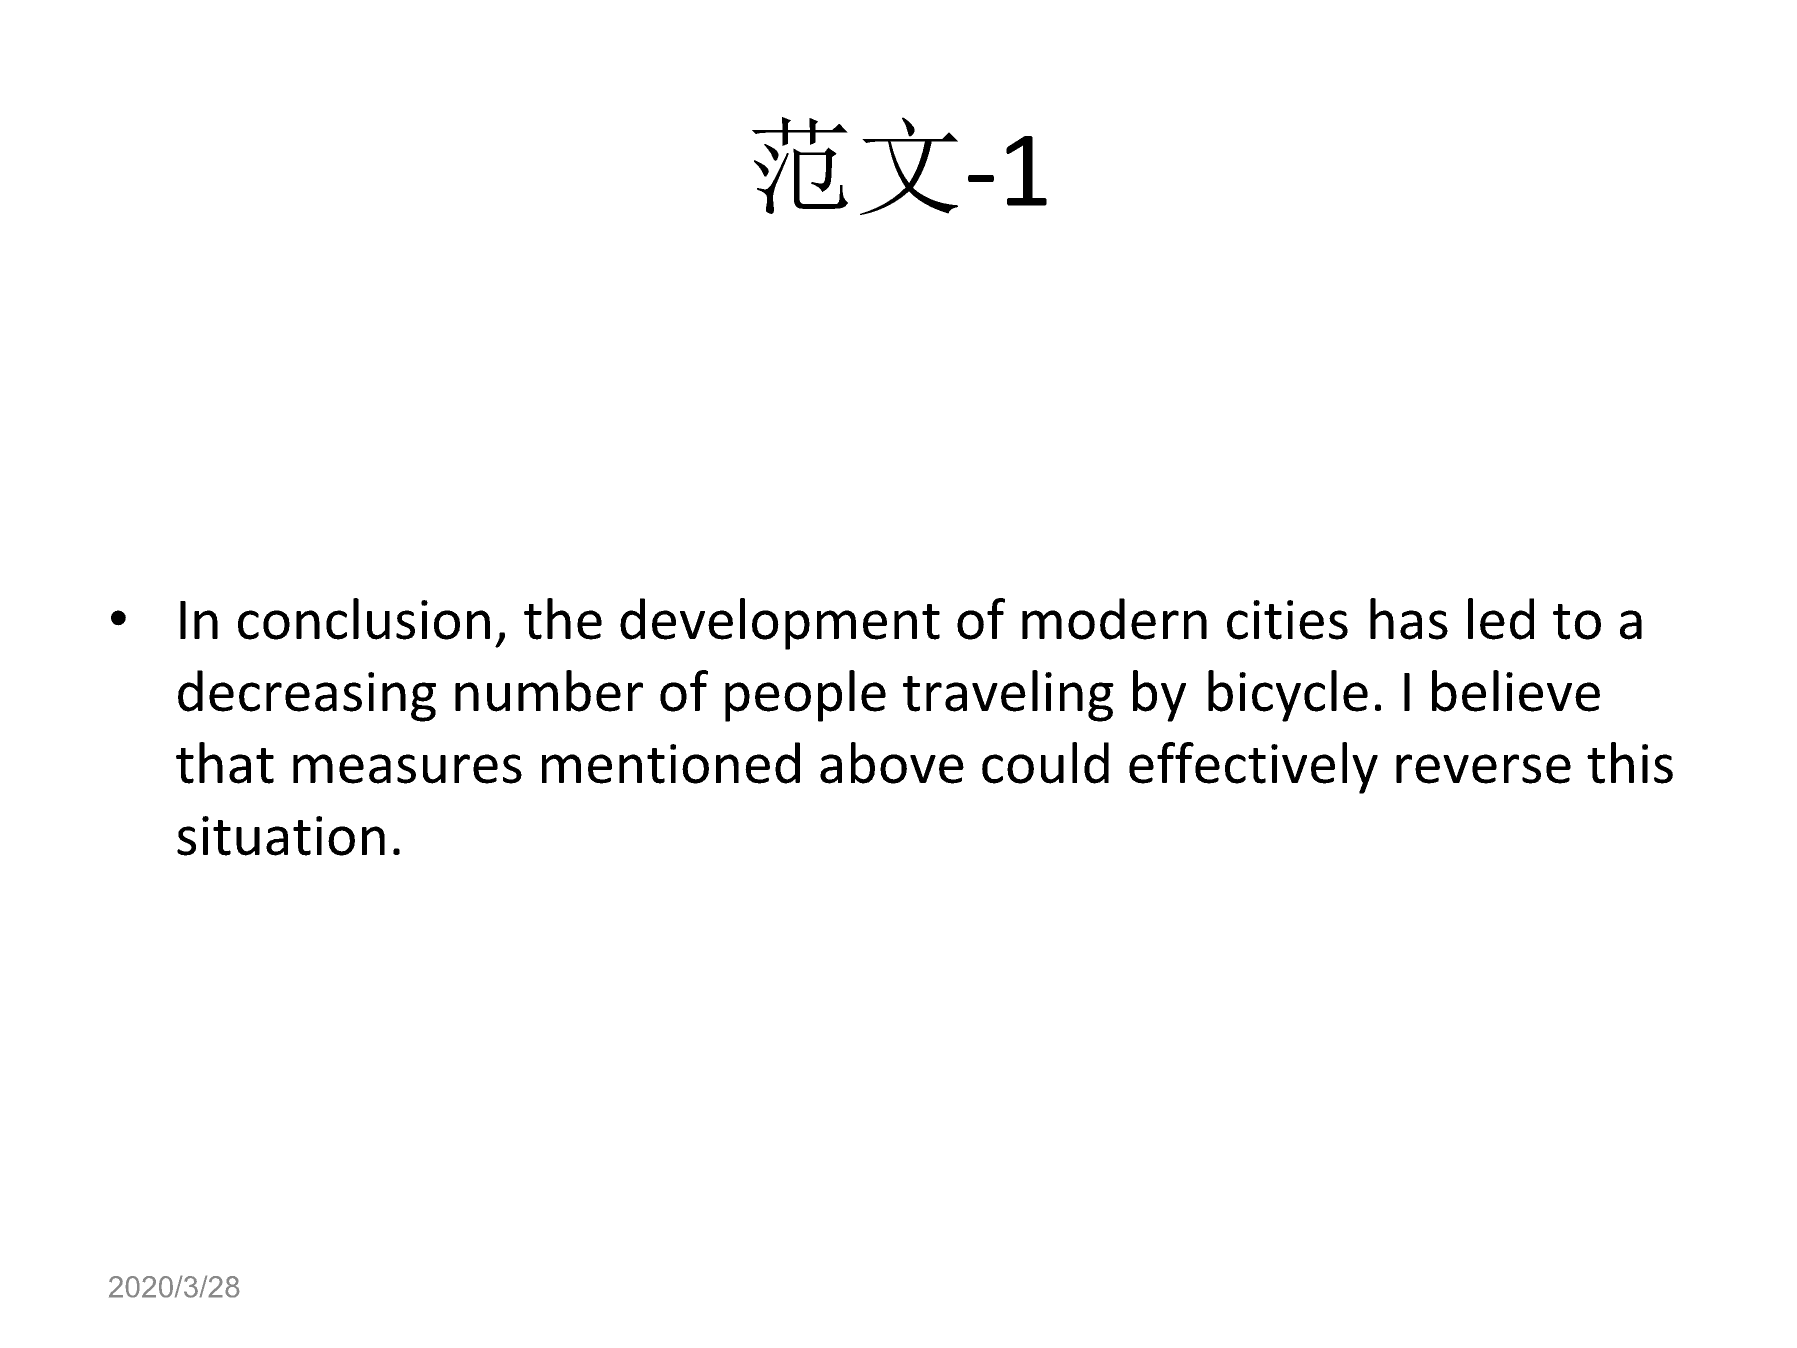 范文-1
• In conclusion, the development of modern cities has led to a
decreasing number of people traveling by bicycle. I believe
that measures mentioned above could effectively reverse this
situation.
2020/3/28